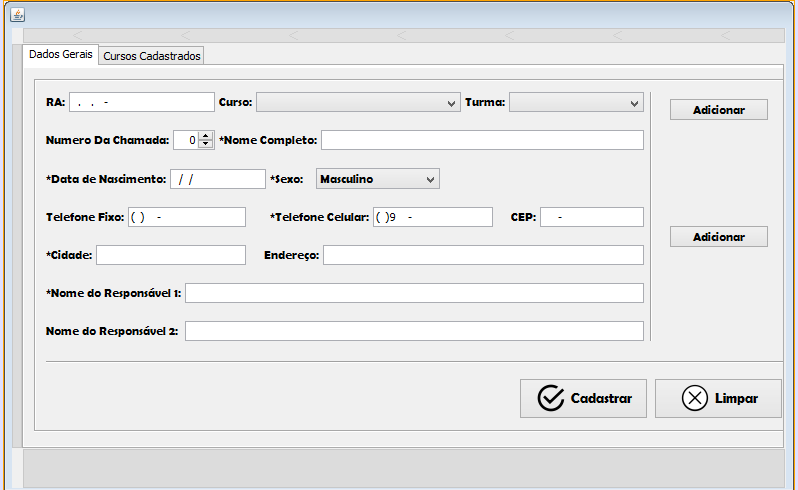 Dados Gerais Cursos Cadastrados
RA: . . - Curso: Turma: Adicionar
Numero Da Chamada: 0 *Nome Completo:
*Data de Nascimento: / / *Sexo: Masculino
Telefone Fixo: ( ) - *Telefone Celular: ( )9 - CEP: -
Adicionar
*Cidade: Endereço:
*Nome do Responsável 1:
Nome do Responsável 2:
Cadastrar Limpar